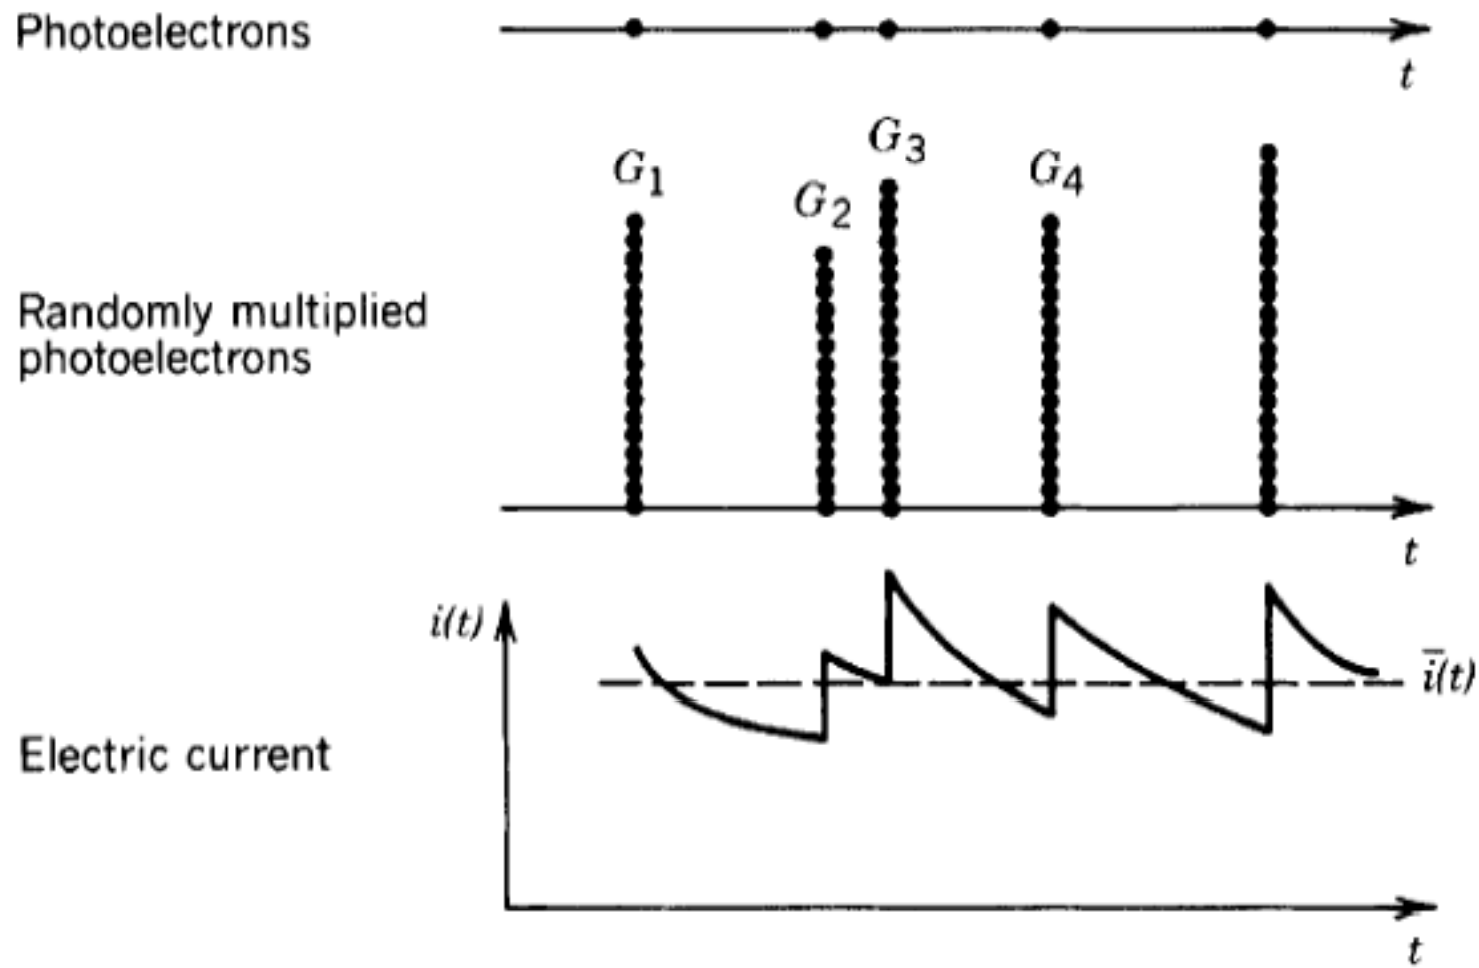 Photoelectrons
t
G1
G2
G3
G4
Randomly multiplied
photoelectrons
t
i(t)
i̅(t)
Electric current
t